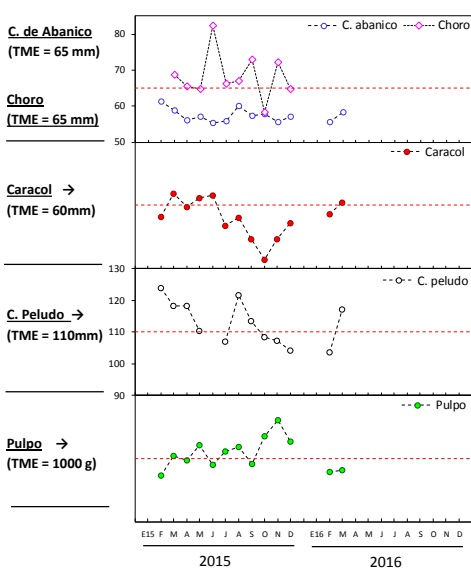 C. de Abanico
(TME = 65 mm)
Choro
(TME = 65 mm)
Caracol →
(TME = 60mm)
C. Peludo →
(TME = 110mm)
Pulpo →
(TME = 1000 g)
80
70
60
50
C. abanico
Choro
Caracol
130
120
110
100
90
C. peludo
Pulpo
E15 F M A M J J A S O N D E16 F M A M J J A S O N D
2015 2016